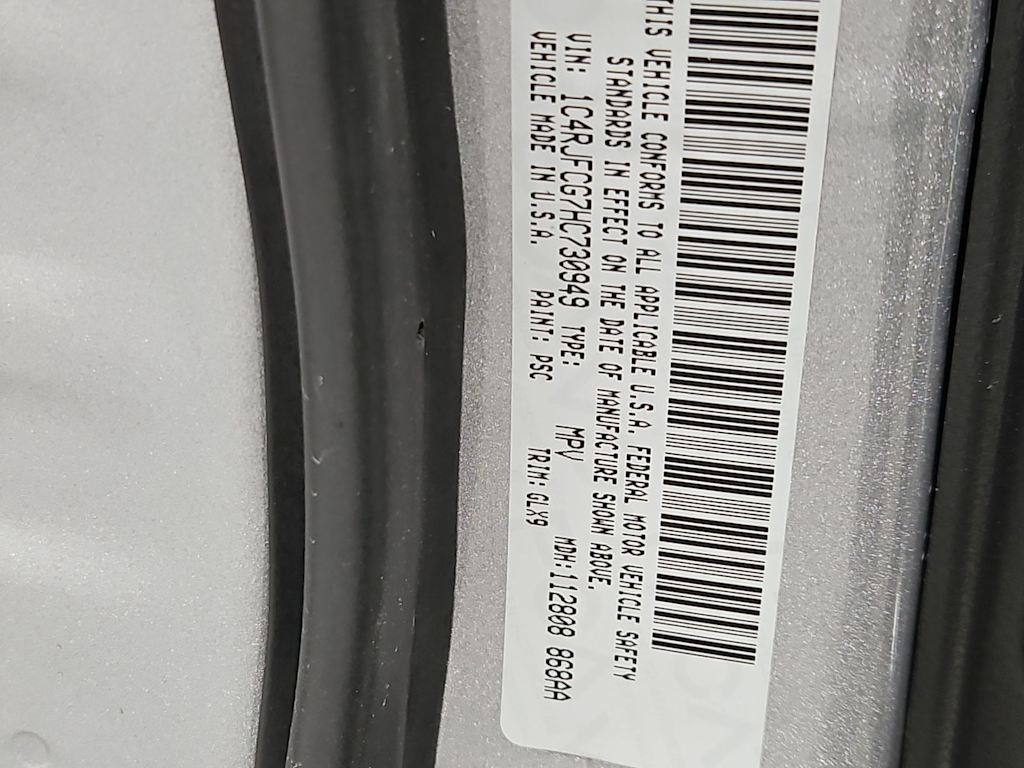 THIS VEHICLE CONFORMS TO ALL APPLICABLE U.S.A. FEDERAL MOTOR VEHICLE SAFETY
STANDARDS IN EFFECT ON THE DATE OF MANUFACTURE SHOWN ABOVE.
VIN: 1C4RJFCG7HC730949 TYPE: MPV MDH:112808 868AA
VEHICLE MADE IN U.S.A. PAINT: PSC TRIM:GLX9